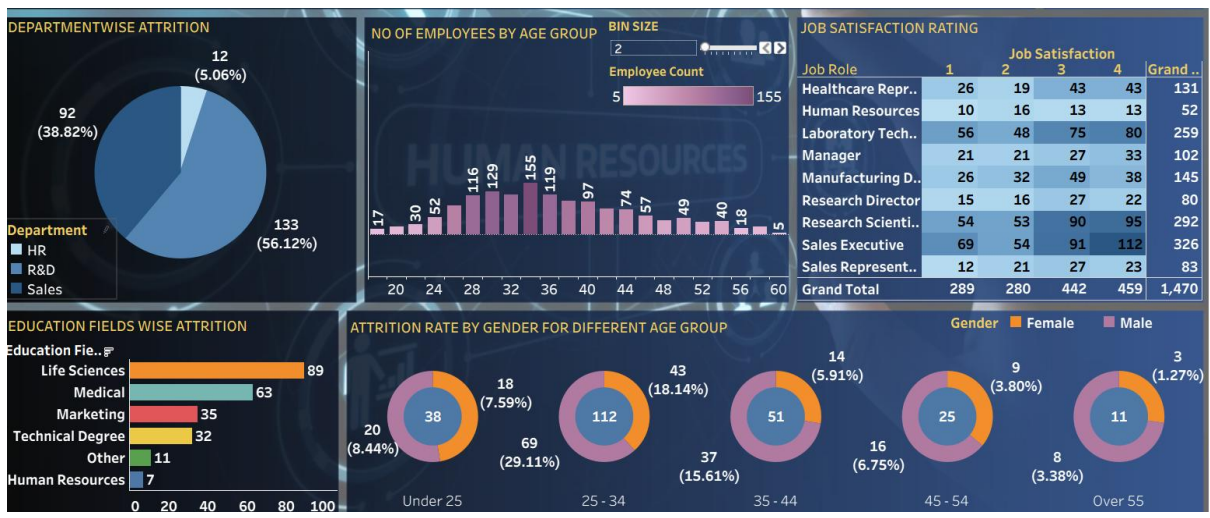 DEPARTMENTWISE ATTRITION
12
(5.06%)
92
(38.82%)
133
(56.12%)
Department
HR
R&D
Sales
NO OF EMPLOYEES BY AGE GROUP
BIN SIZE
2
Employee Count
5 155
HUMAN RESOURCES
17 30 52 116 129 155 119 97 74 57 49 40 18 5
20 24 28 32 36 40 44 48 52 56 60
JOB SATISFACTION RATING
Job Satisfaction
Job Role 1 2 3 4 Grand ..
Healthcare Repr.. 26 19 43 43 131
Human Resources 10 16 13 13 52
Laboratory Tech.. 56 48 75 80 259
Manager 21 21 27 33 102
Manufacturing D.. 26 32 49 38 145
Research Director 15 16 27 22 80
Research Scienti.. 54 53 90 95 292
Sales Executive 69 54 91 112 326
Sales Represent.. 12 21 27 23 83
Grand Total 289 280 442 459 1,470
EDUCATION FIELDS WISE ATTRITION
Education Fie..
Life Sciences 89
Medical 63
Marketing 35
Technical Degree 32
Other 11
Human Resources 7
0 20 40 60 80 100
ATTRITION RATE BY GENDER FOR DIFFERENT AGE GROUP
Gender Female Male
18
(7.59%)
38
20
(8.44%)
Under 25
43
(18.14%)
112
69
(29.11%)
25 - 34
14
(5.91%)
51
37
(15.61%)
35 - 44
9
(3.80%)
25
16
(6.75%)
45 - 54
3
(1.27%)
11
8
(3.38%)
Over 55